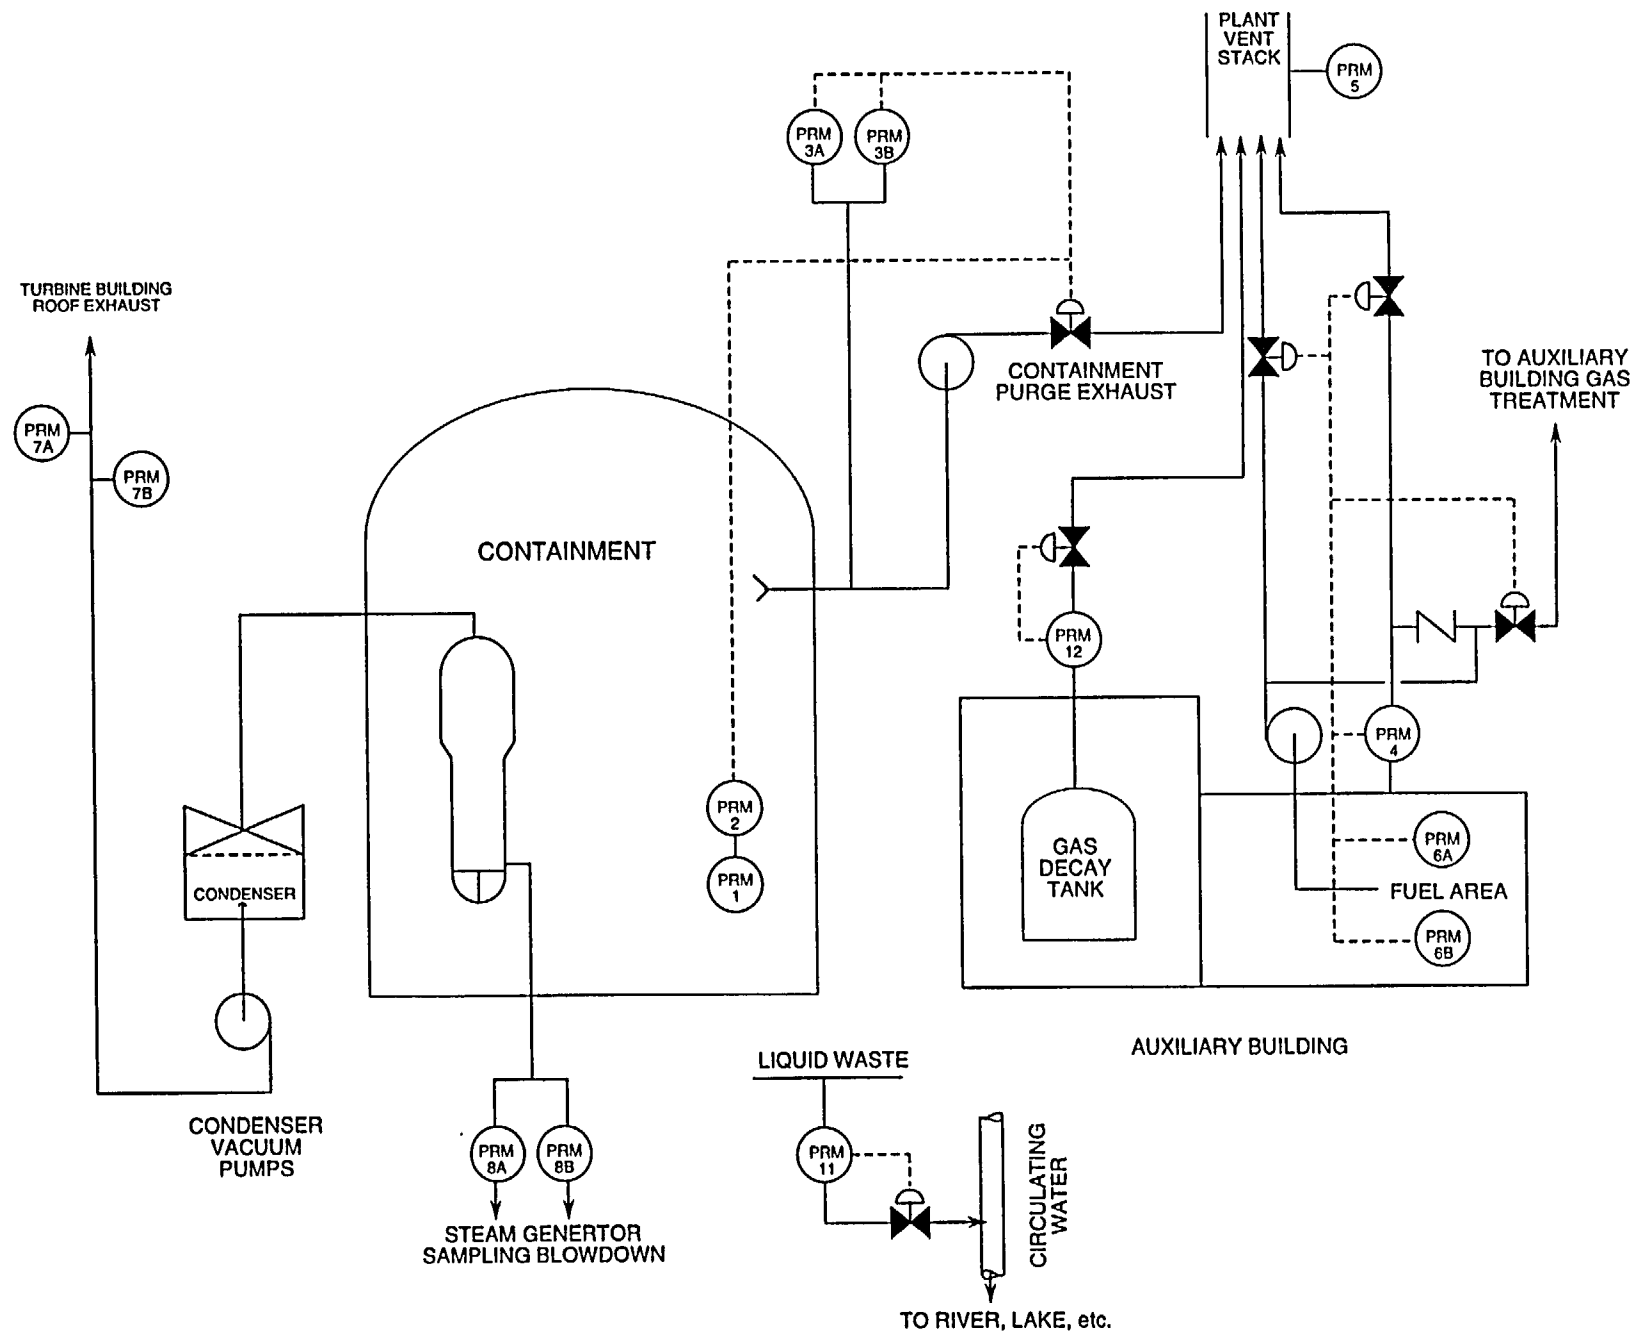 PLANT
VENT
STACK
PRM
5
PRM
3A
PRM
3B
TURBINE BUILDING
ROOF EXHAUST
PRM
7A
PRM
7B
CONTAINMENT
PURGE EXHAUST
TO AUXILIARY
BUILDING GAS
TREATMENT
CONTAINMENT
PRM
12
PRM
4
PRM
2
PRM
1
CONDENSER
GAS
DECAY
TANK
PRM
6A
FUEL AREA
PRM
6B
AUXILIARY BUILDING
CONDENSER
VACUUM
PUMPS
PRM
8A
PRM
8B
STEAM GENERTOR
SAMPLING BLOWDOWN
LIQUID WASTE
PRM
11
CIRCULATING
WATER
TO RIVER, LAKE, etc.